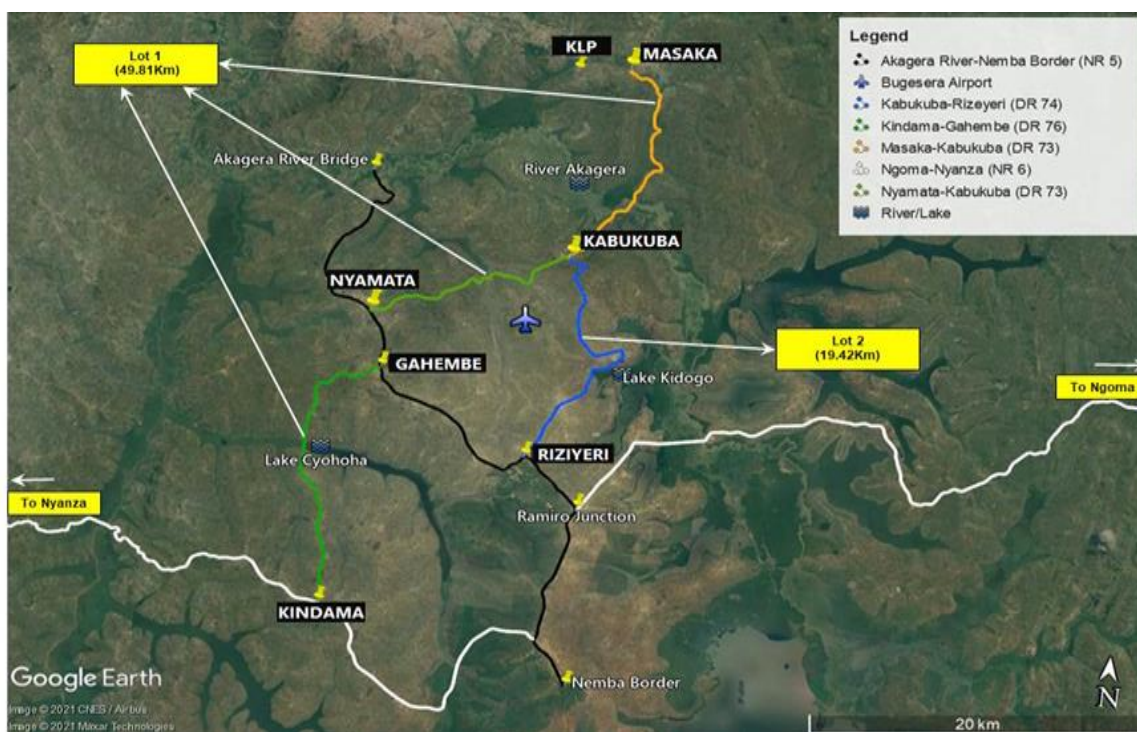 Lot 1
(49.81Km)
KLP
MASAKA
Legend
Akagera River-Nemba Border (NR 5)
Bugesera Airport
Kabukuba-Rizeyeri (DR 74)
Kindama-Gahembe (DR 76)
Masaka-Kabukuba (DR 73)
Ngoma-Nyanza (NR 6)
Nyamata-Kabukuba (DR 73)
River/Lake
Akagera River Bridge
River Akagera
KABUKUBA
NYAMATA
Lot 2
(19.42Km)
GAHEMBE
Lake Kidogo
To Ngoma
RIZIYERI
Lake Cyohoha
To Nyanza
Ramiro Junction
KINDAMA
Nemba Border
Google Earth
Image © 2021 CNES / Airbus
Image © 2021 Maxar Technologies
N
20 km